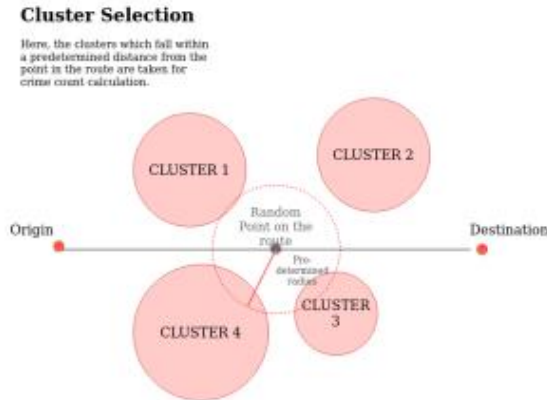 Cluster Selection
Here, the clusters which fall within
a predetermined distance from the
point in the route are taken for
crime count calculation.
CLUSTER 1
CLUSTER 2
Random
Point on the
route
Origin
Destination
Pre-
determined
radius
CLUSTER
3
CLUSTER 4